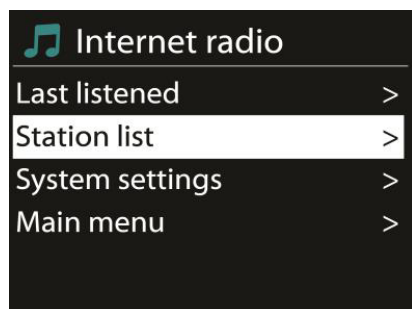 Internet radio
Last listened >
Station list >
System settings >
Main menu >